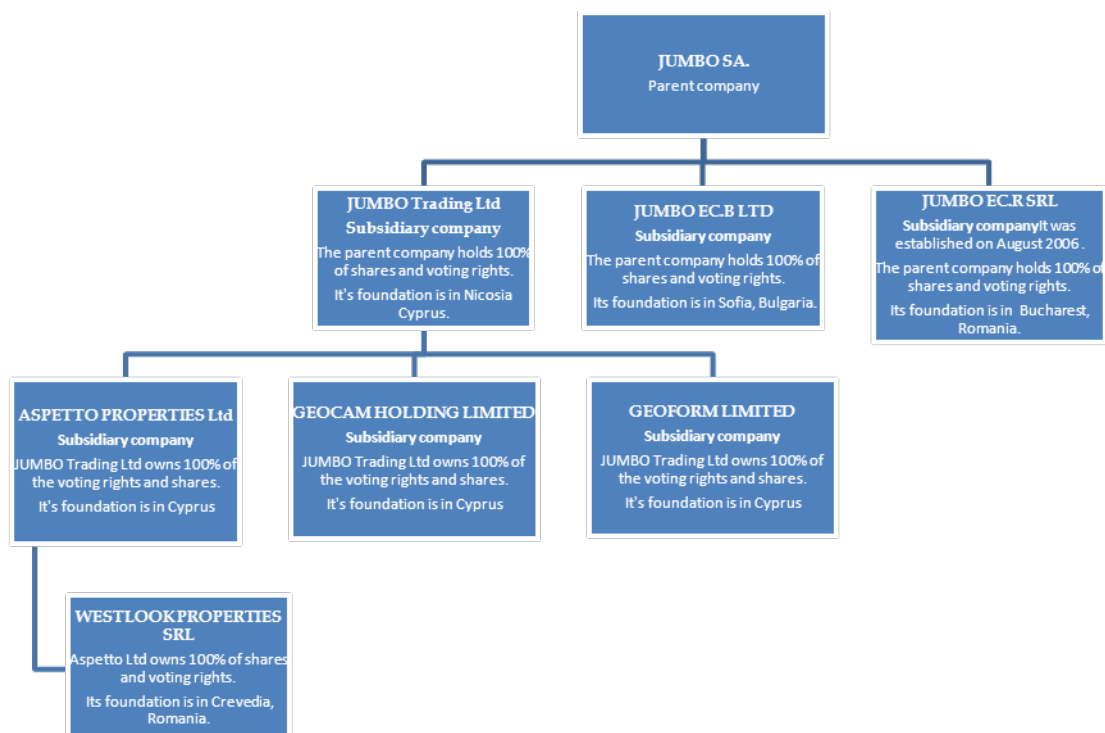 JUMBO SA.
Parent company
JUMBO Trading Ltd
Subsidiary company
The parent company holds 100%
of shares and voting rights.
It's foundation is in Nicosia
Cyprus.
JUMBO EC.B LTD
Subsidiary company
The parent company holds 100% of
shares and voting rights.
Its foundation is in Sofia, Bulgaria.
JUMBO EC.R SRL
Subsidiary companyIt was
established on August 2006 .
The parent company holds 100% of
shares and voting rights.
Its foundation is in Bucharest,
Romania.
ASPETTO PROPERTIES Ltd
Subsidiary company
JUMBO Trading Ltd owns 100% of
the voting rights and shares.
It's foundation is in Cyprus
GEOCAM HOLDING LIMITED
Subsidiary company
JUMBO Trading Ltd owns 100% of
the voting rights and shares.
It's foundation is in Cyprus
GEOFORM LIMITED
Subsidiary company
JUMBO Trading Ltd owns 100% of
the voting rights and shares.
It's foundation is in Cyprus
WESTLOOK PROPERTIES
SRL
Aspetto Ltd owns 100% of shares
and voting rights.
Its foundation is in Crevedia,
Romania.